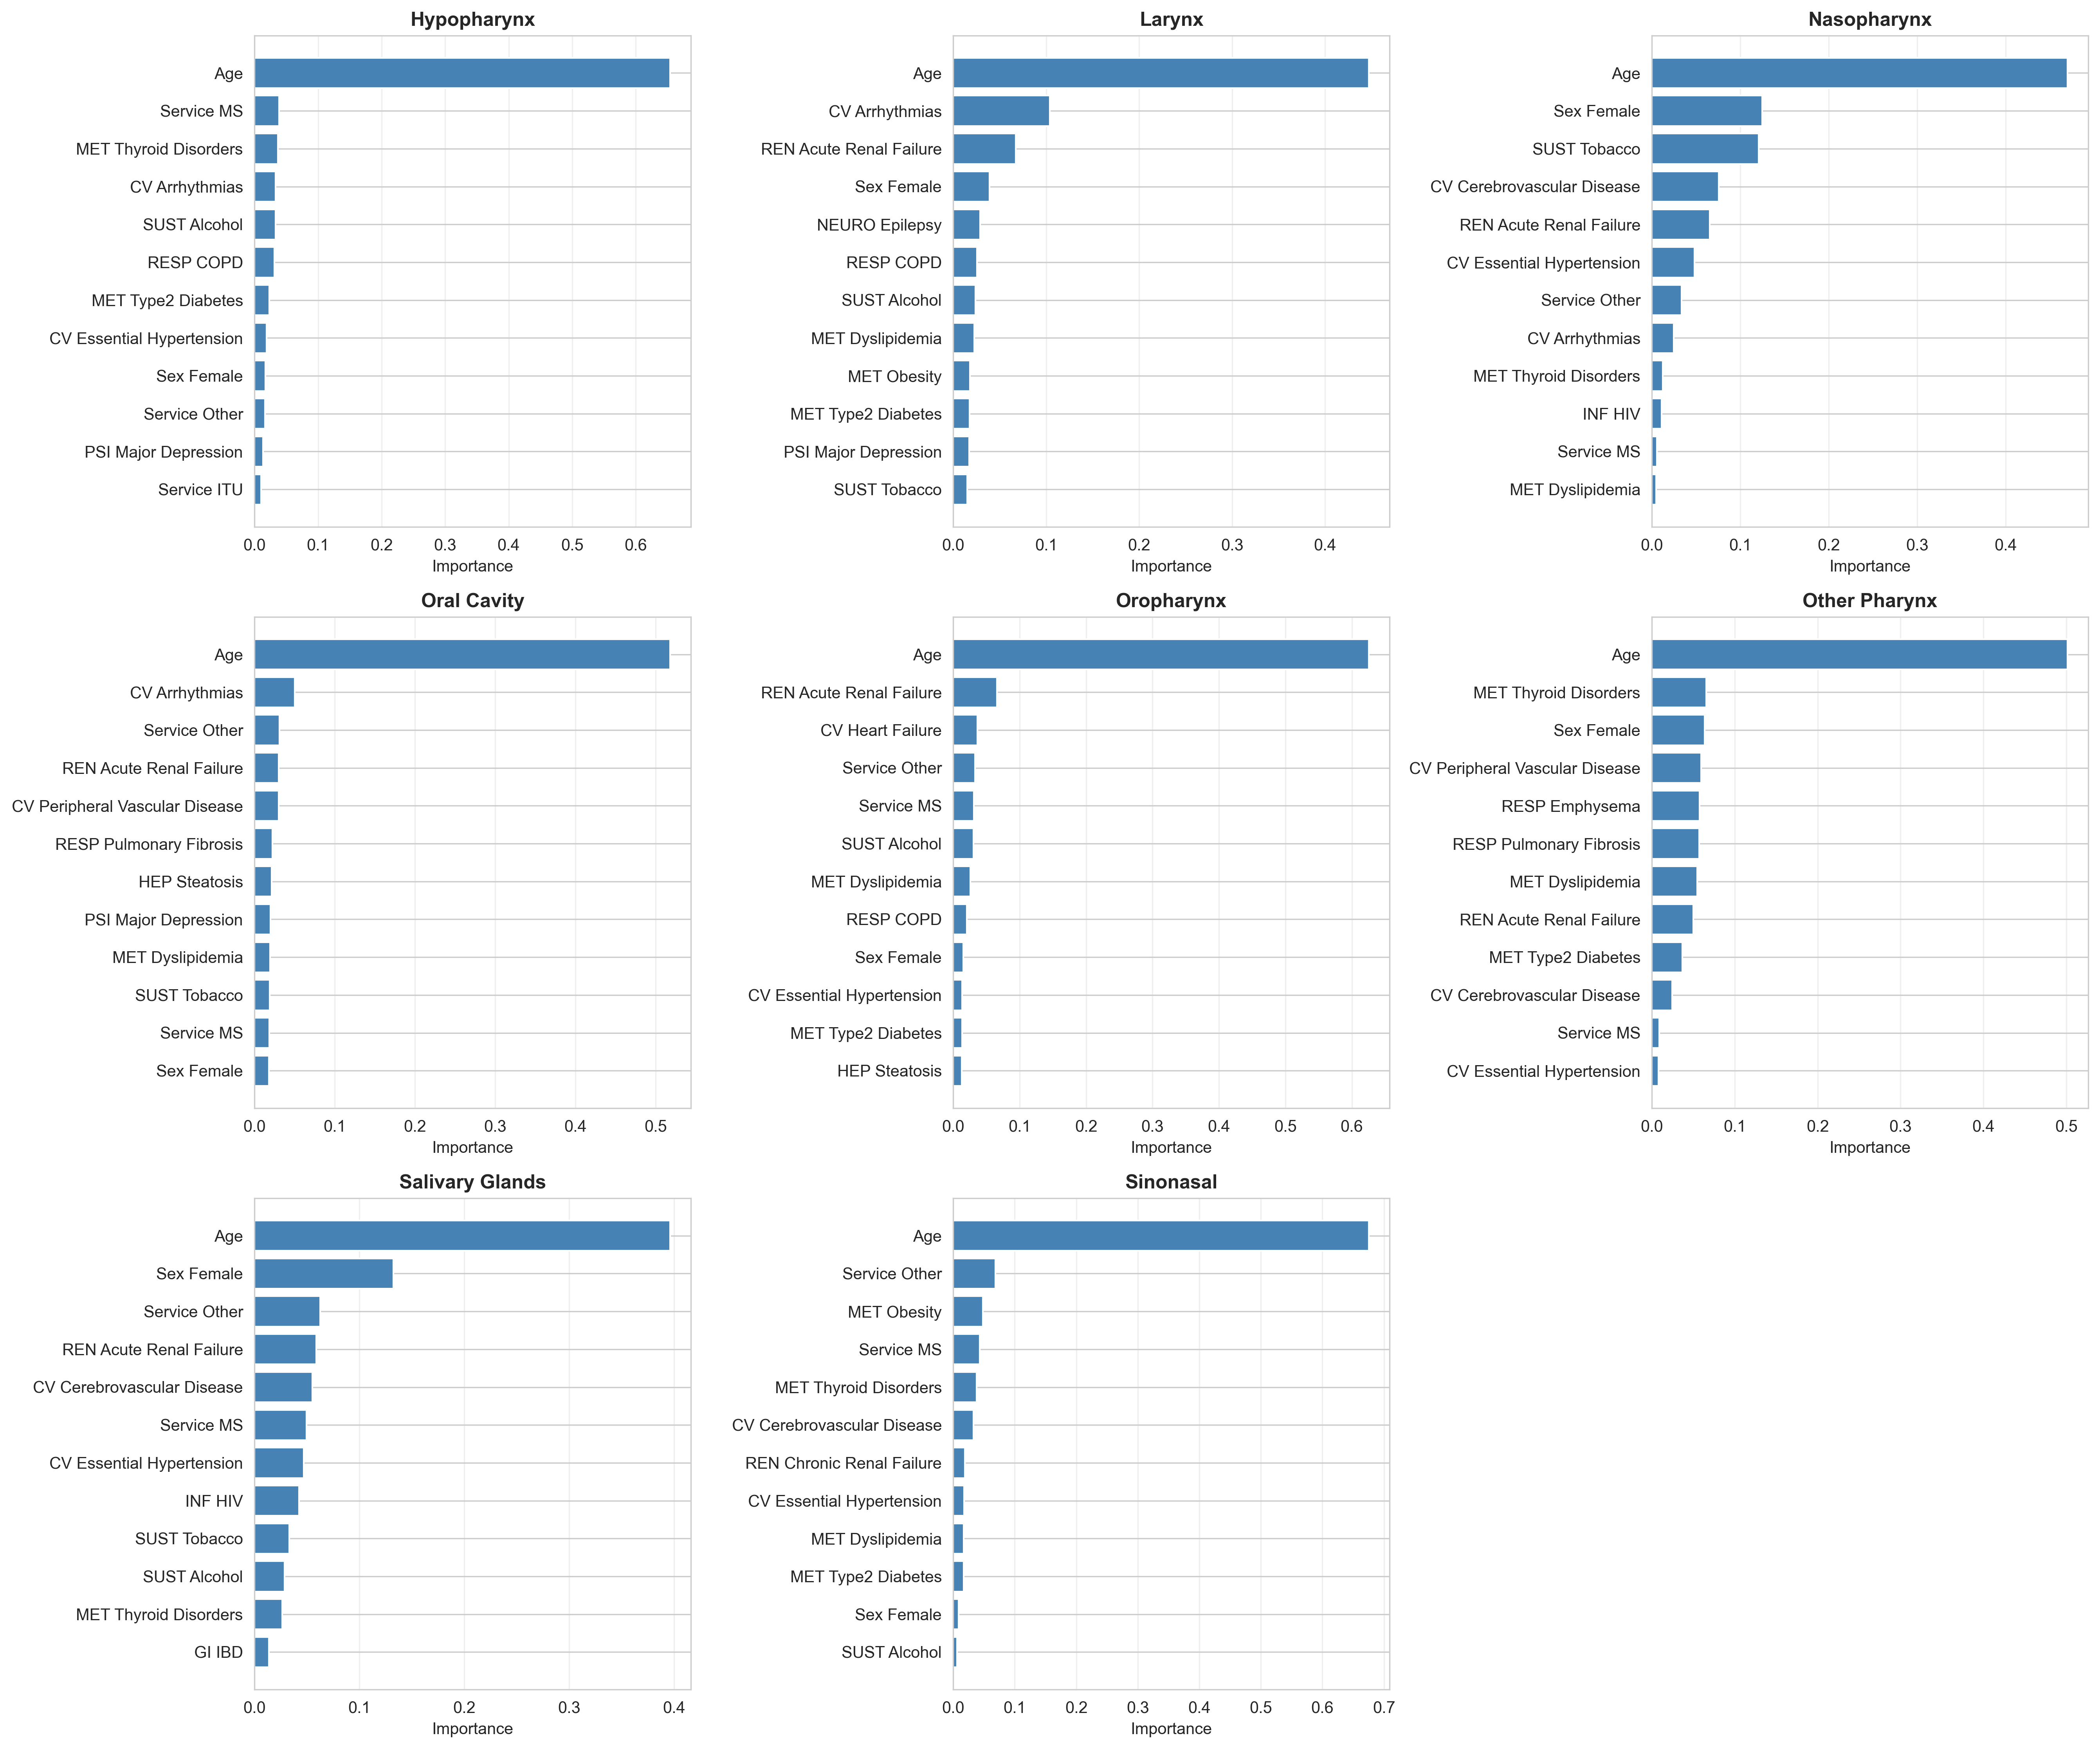 Hypopharynx
Age
Service MS
MET Thyroid Disorders
CV Arrhythmias
SUST Alcohol
RESP COPD
MET Type2 Diabetes
CV Essential Hypertension
Sex Female
Service Other
PSI Major Depression
Service ITU
0.0 0.1 0.2 0.3 0.4 0.5 0.6
Importance
Larynx
Age
CV Arrhythmias
REN Acute Renal Failure
Sex Female
NEURO Epilepsy
RESP COPD
SUST Alcohol
MET Dyslipidemia
MET Obesity
MET Type2 Diabetes
PSI Major Depression
SUST Tobacco
0.0 0.1 0.2 0.3 0.4
Importance
Nasopharynx
Age
Sex Female
SUST Tobacco
CV Cerebrovascular Disease
REN Acute Renal Failure
CV Essential Hypertension
Service Other
CV Arrhythmias
MET Thyroid Disorders
INF HIV
Service MS
MET Dyslipidemia
0.0 0.1 0.2 0.3 0.4
Importance
Oral Cavity
Age
CV Arrhythmias
Service Other
REN Acute Renal Failure
CV Peripheral Vascular Disease
RESP Pulmonary Fibrosis
HEP Steatosis
PSI Major Depression
MET Dyslipidemia
SUST Tobacco
Service MS
Sex Female
0.0 0.1 0.2 0.3 0.4 0.5
Importance
Oropharynx
Age
REN Acute Renal Failure
CV Heart Failure
Service Other
Service MS
SUST Alcohol
MET Dyslipidemia
RESP COPD
Sex Female
CV Essential Hypertension
MET Type2 Diabetes
HEP Steatosis
0.0 0.1 0.2 0.3 0.4 0.5 0.6
Importance
Other Pharynx
Age
MET Thyroid Disorders
Sex Female
CV Peripheral Vascular Disease
RESP Emphysema
RESP Pulmonary Fibrosis
MET Dyslipidemia
REN Acute Renal Failure
MET Type2 Diabetes
CV Cerebrovascular Disease
Service MS
CV Essential Hypertension
0.0 0.1 0.2 0.3 0.4 0.5
Importance
Salivary Glands
Age
Sex Female
Service Other
REN Acute Renal Failure
CV Cerebrovascular Disease
Service MS
CV Essential Hypertension
INF HIV
SUST Tobacco
SUST Alcohol
MET Thyroid Disorders
GI IBD
0.0 0.1 0.2 0.3 0.4
Importance
Sinonasal
Age
Service Other
MET Obesity
Service MS
MET Thyroid Disorders
CV Cerebrovascular Disease
REN Chronic Renal Failure
CV Essential Hypertension
MET Dyslipidemia
MET Type2 Diabetes
Sex Female
SUST Alcohol
0.0 0.1 0.2 0.3 0.4 0.5 0.6 0.7
Importance